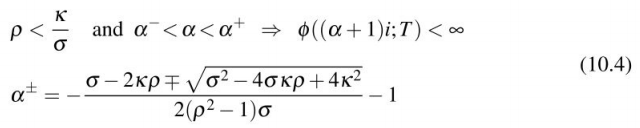 ρ < κ/σ and α⁻ < α < α⁺ ⇒ ϕ((α+1)i;T) < ∞
α^± = −(σ − 2κρ ∓ √(σ² − 4σκρ + 4κ²))/(2(ρ² − 1)σ) − 1
(10.4)